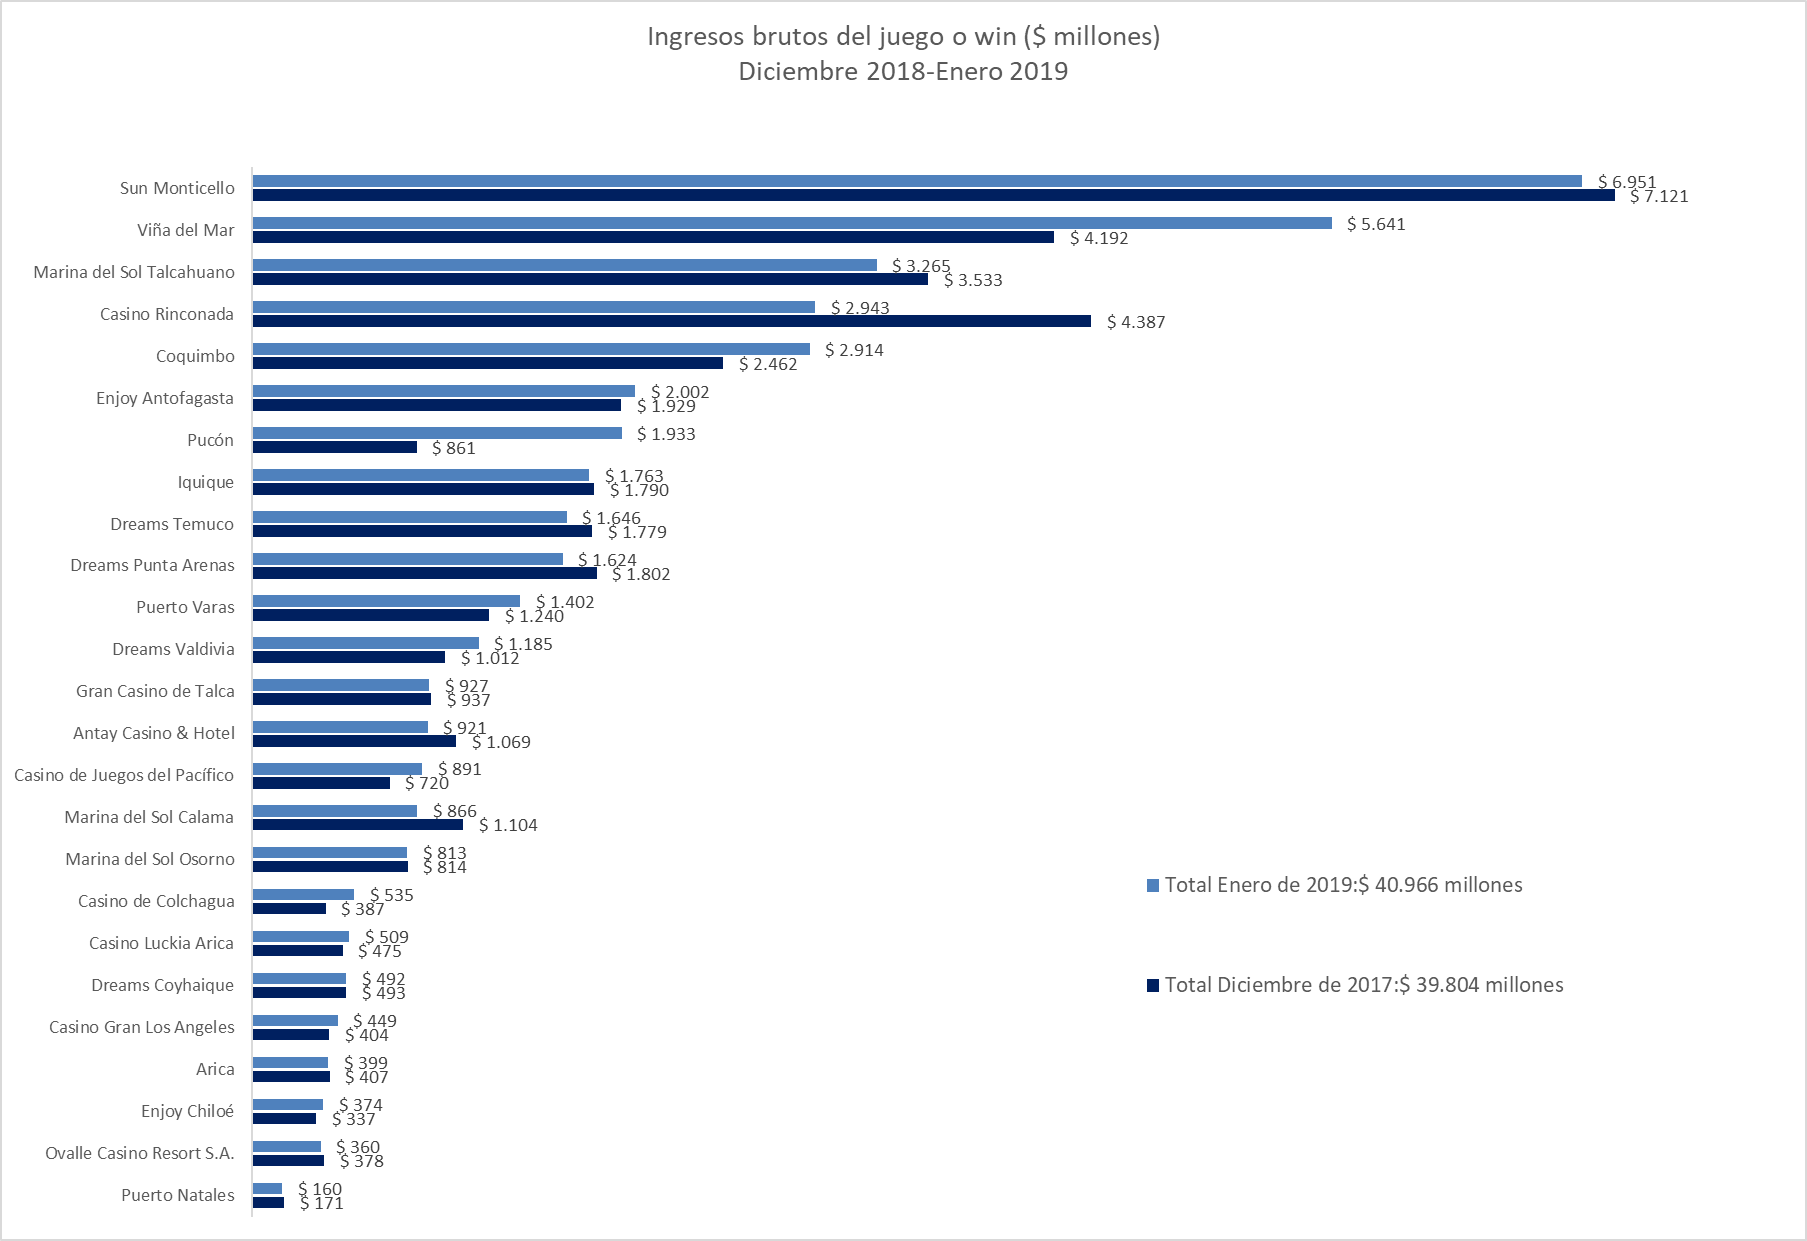 Ingresos brutos del juego o win ($ millones)
Diciembre 2018-Enero 2019
Sun Monticello
$ 6.951
$ 7.121
Viña del Mar
$ 5.641
$ 4.192
Marina del Sol Talcahuano
$ 3.265
$ 3.533
Casino Rinconada
$ 2.943
$ 4.387
Coquimbo
$ 2.914
$ 2.462
Enjoy Antofagasta
$ 2.002
$ 1.929
Pucón
$ 1.933
$ 861
Iquique
$ 1.763
$ 1.790
Dreams Temuco
$ 1.646
$ 1.779
Dreams Punta Arenas
$ 1.624
$ 1.802
Puerto Varas
$ 1.402
$ 1.240
Dreams Valdivia
$ 1.185
$ 1.012
Gran Casino de Talca
$ 927
$ 937
Antay Casino & Hotel
$ 921
$ 1.069
Casino de Juegos del Pacífico
$ 891
$ 720
Marina del Sol Calama
$ 866
$ 1.104
Marina del Sol Osorno
$ 813
$ 814
Casino de Colchagua
$ 535
$ 387
Casino Luckia Arica
$ 509
$ 475
Dreams Coyhaique
$ 492
$ 493
Casino Gran Los Angeles
$ 449
$ 404
Arica
$ 399
$ 407
Enjoy Chiloé
$ 374
$ 337
Ovalle Casino Resort S.A.
$ 360
$ 378
Puerto Natales
$ 160
$ 171
Total Enero de 2019:$ 40.966 millones
Total Diciembre de 2017:$ 39.804 millones